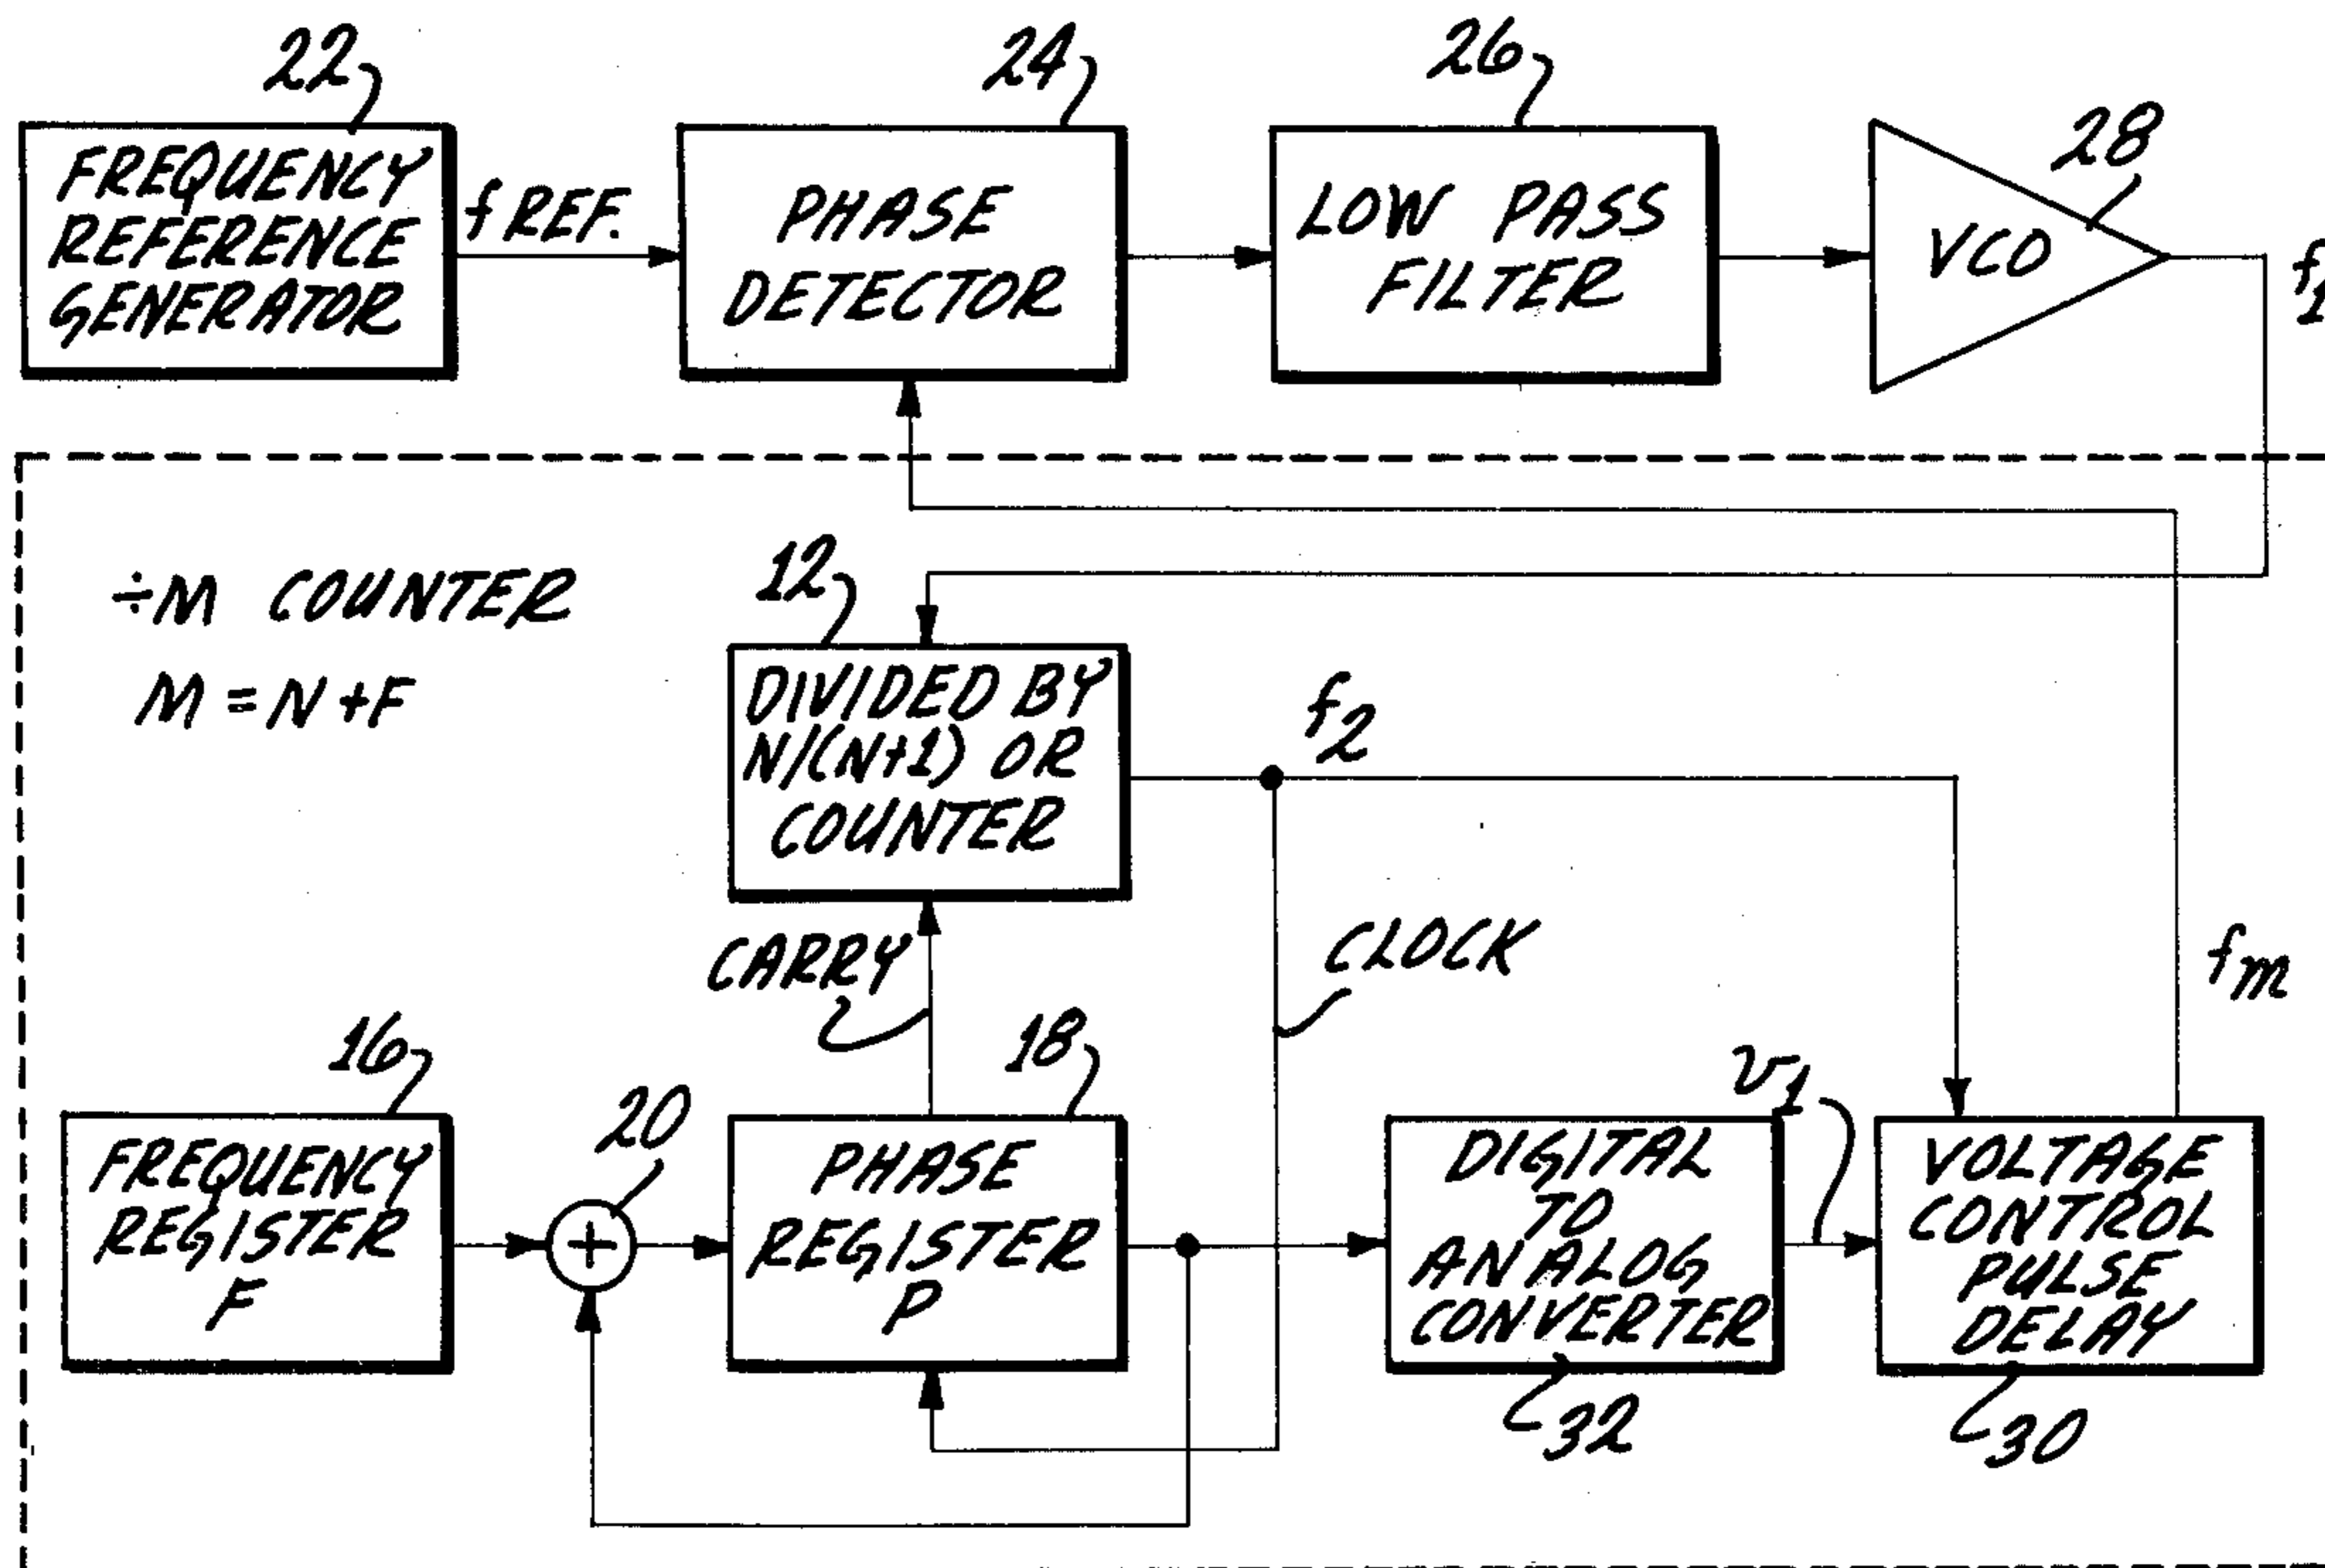 22
24
26
28
FREQUENCY
REFERENCE
GENERATOR
f REF.
PHASE
DETECTOR
LOW PASS
FILTER
VCO
f1
÷M COUNTER
M = N + F
12
DIVIDED BY
N/(N+1) OR
COUNTER
f2
CARRY
CLOCK
fm
16
20
18
v1
FREQUENCY
REGISTER
F
+
PHASE
REGISTER
P
DIGITAL
TO
ANALOG
CONVERTER
VOLTAGE
CONTROL
PULSE
DELAY
32
30